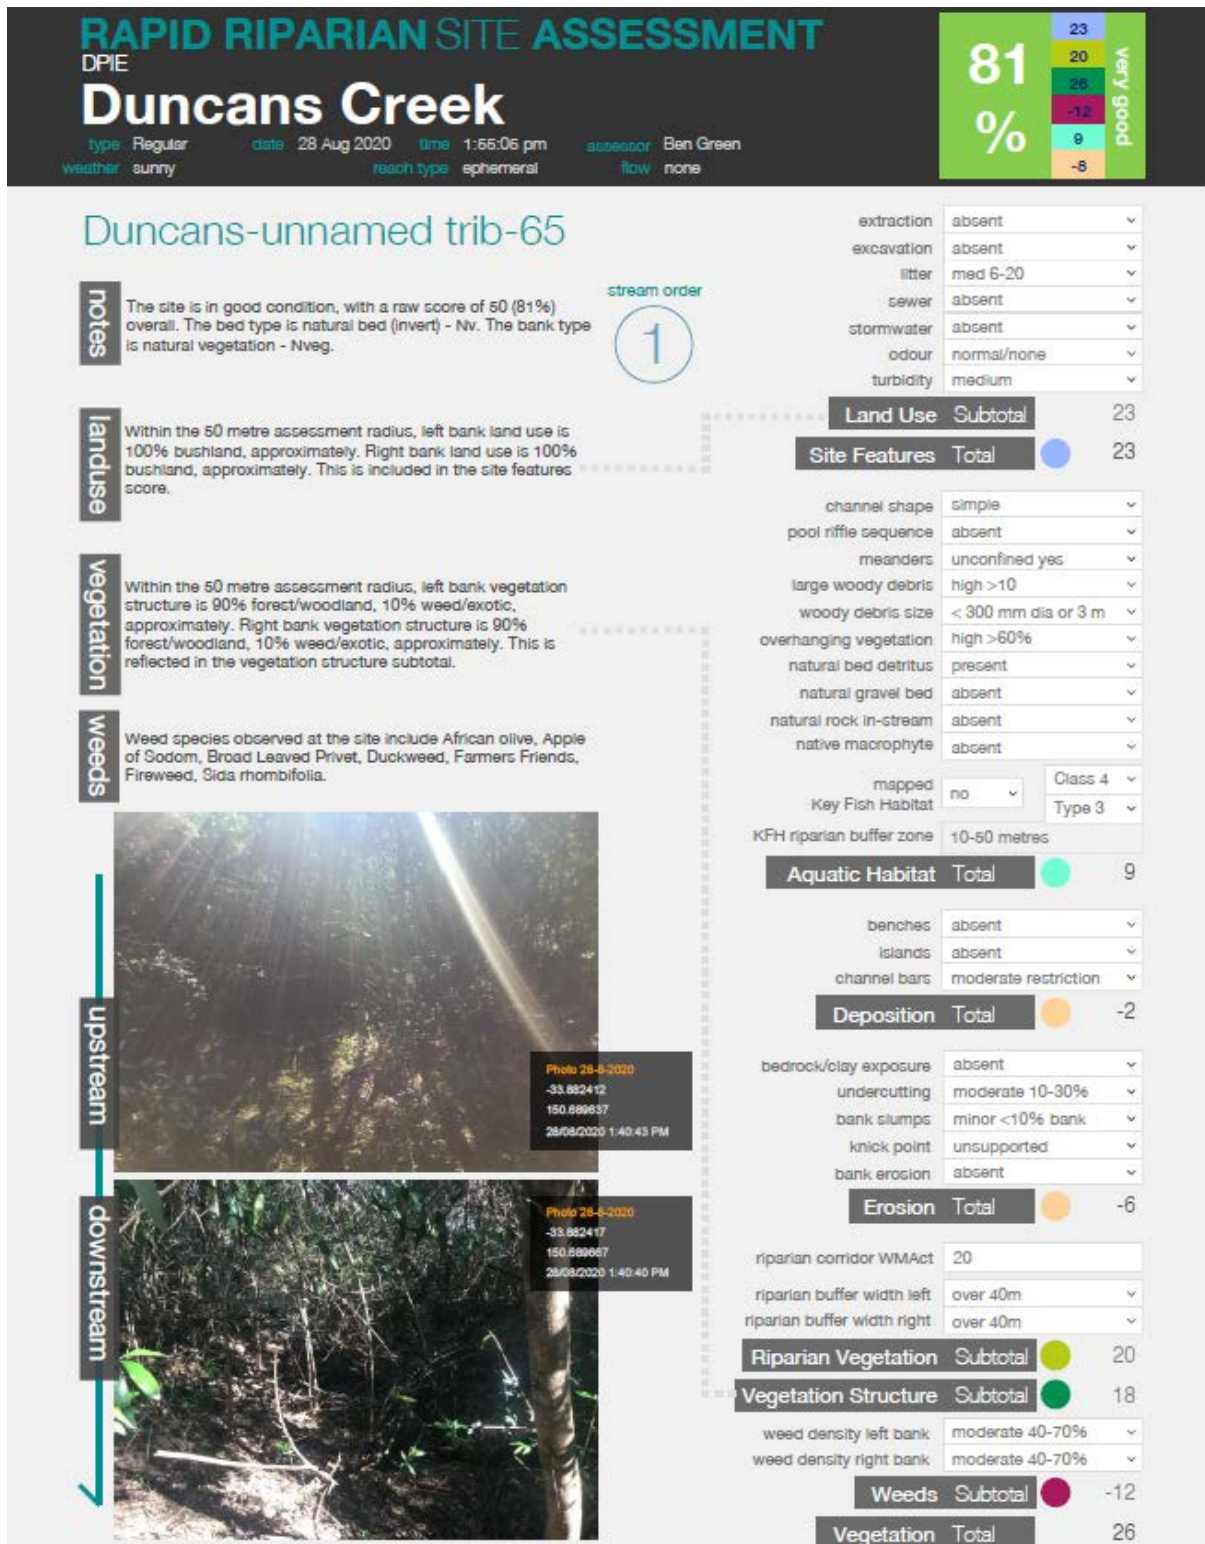 RAPID RIPARIAN SITE ASSESSMENT
DPIE
Duncans Creek
type Regular date 28 Aug 2020 time 1:55:06 pm assessor Ben Green
weather sunny reach type ephemeral flow none
81
%
23
20
26
-12
9
-8
very good
Duncans-unnamed trib-65
notes
The site is in good condition, with a raw score of 50 (81%)
overall. The bed type is natural bed (invert) - Nv. The bank type
is natural vegetation - Nveg.
stream order
1
landuse
Within the 50 metre assessment radius, left bank land use is
100% bushland, approximately. Right bank land use is 100%
bushland, approximately. This is included in the site features
score.
vegetation
Within the 50 metre assessment radius, left bank vegetation
structure is 90% forest/woodland, 10% weed/exotic,
approximately. Right bank vegetation structure is 90%
forest/woodland, 10% weed/exotic, approximately. This is
reflected in the vegetation structure subtotal.
weeds
Weed species observed at the site include African olive, Apple
of Sodom, Broad Leaved Privet, Duckweed, Farmers Friends,
Fireweed, Sida rhombifolia.
upstream
Photo 28-8-2020
-33.882412
150.689637
28/08/2020 1:40:43 PM
downstream
Photo 28-8-2020
-33.882417
150.689667
28/08/2020 1:40:40 PM
extraction absent
excavation absent
litter med 6-20
sewer absent
stormwater absent
odour normal/none
turbidity medium
Land Use Subtotal 23
Site Features Total 23
channel shape simple
pool riffle sequence absent
meanders unconfined yes
large woody debris high >10
woody debris size < 300 mm dia or 3 m
overhanging vegetation high >60%
natural bed detritus present
natural gravel bed absent
natural rock in-stream absent
native macrophyte absent
mapped
Key Fish Habitat no Class 4
Type 3
KFH riparian buffer zone 10-50 metres
Aquatic Habitat Total 9
benches absent
islands absent
channel bars moderate restriction
Deposition Total -2
bedrock/clay exposure absent
undercutting moderate 10-30%
bank slumps minor <10% bank
knick point unsupported
bank erosion absent
Erosion Total -6
riparian corridor WMAct 20
riparian buffer width left over 40m
riparian buffer width right over 40m
Riparian Vegetation Subtotal 20
Vegetation Structure Subtotal 18
weed density left bank moderate 40-70%
weed density right bank moderate 40-70%
Weeds Subtotal -12
Vegetation Total 26